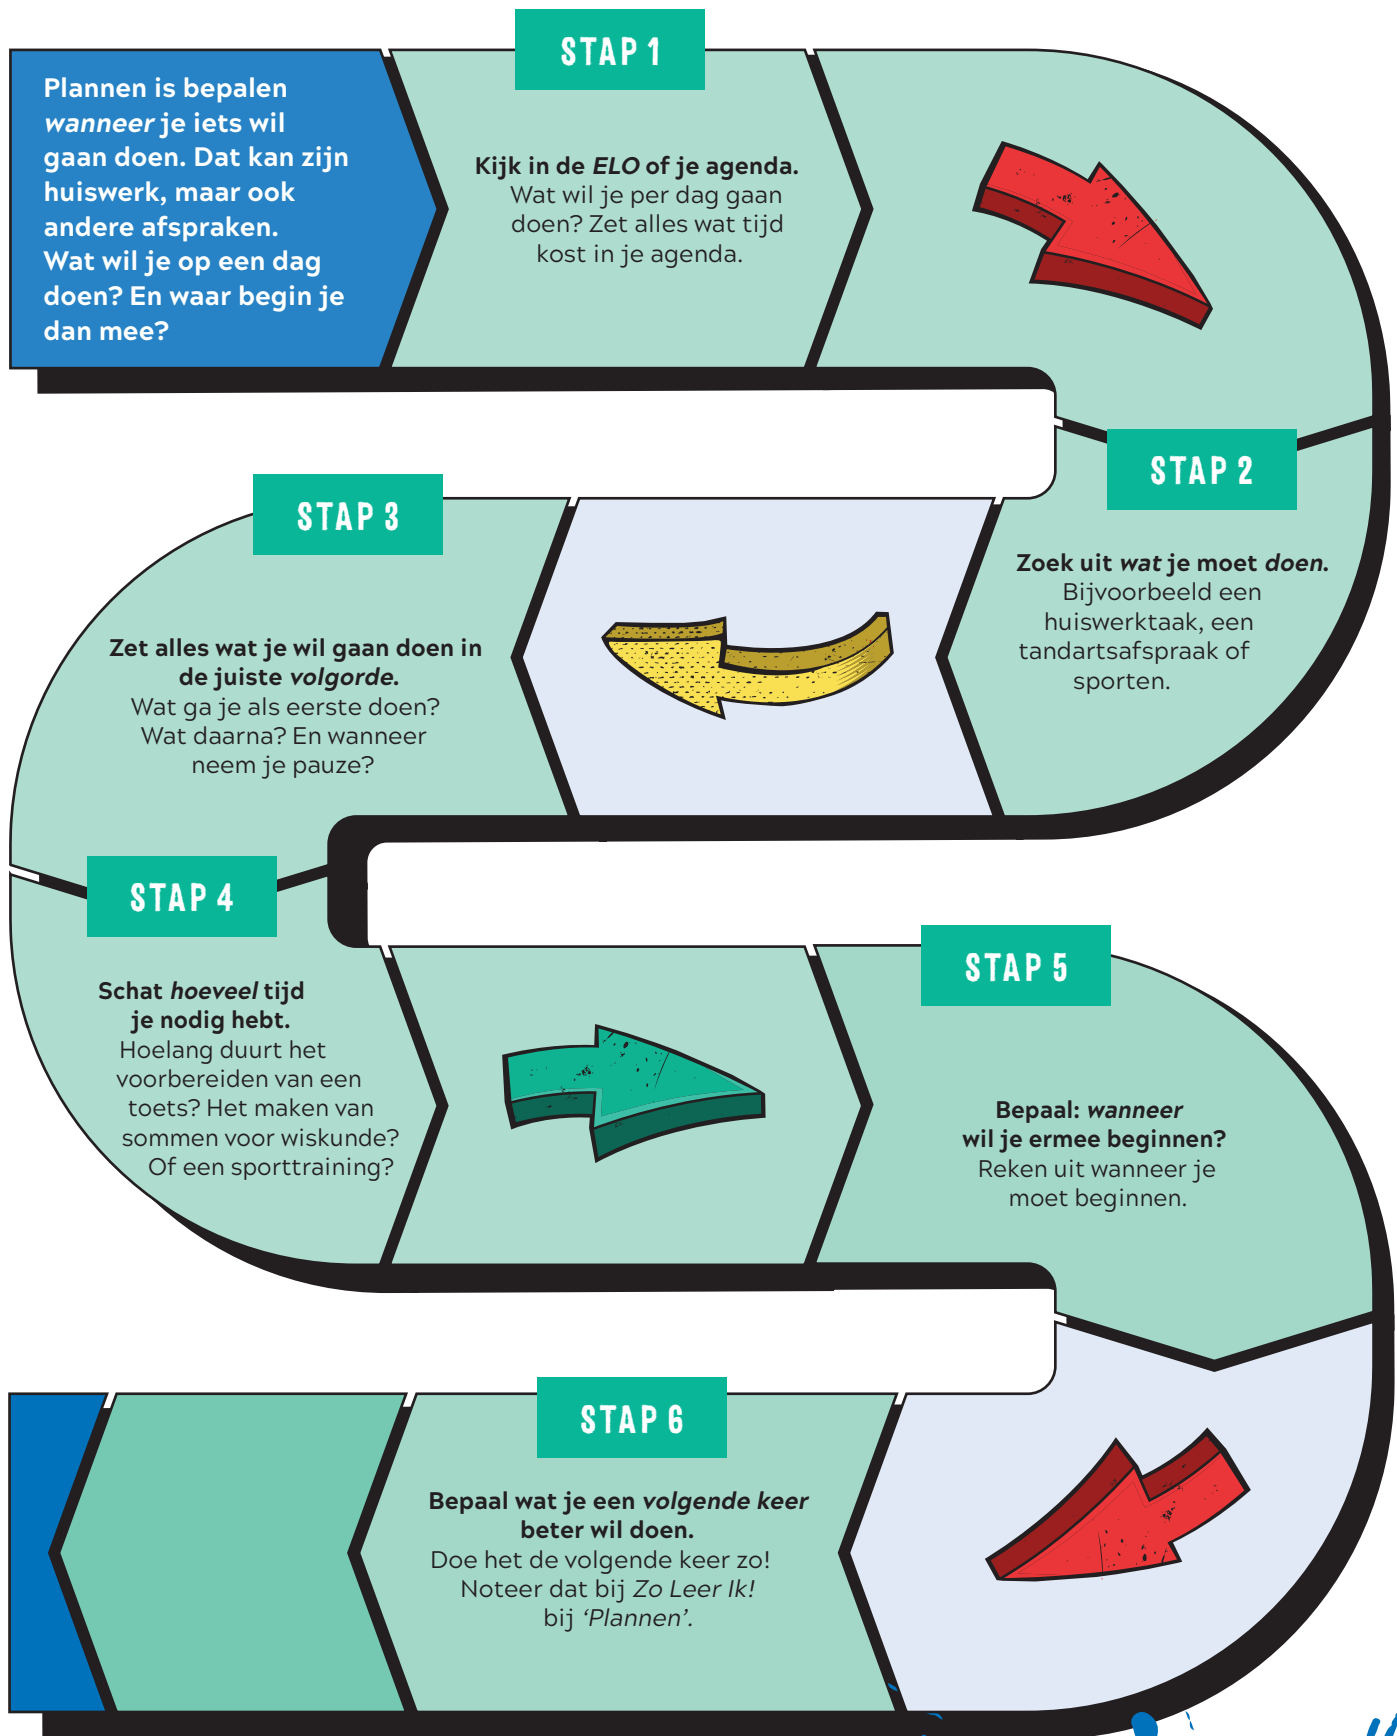 Plannen is bepalen
wanneer je iets wil
gaan doen. Dat kan zijn
huiswerk, maar ook
andere afspraken.
Wat wil je op een dag
doen? En waar begin je
dan mee?
STAP 1
Kijk in de ELO of je agenda.
Wat wil je per dag gaan
doen? Zet alles wat tijd
kost in je agenda.
STAP 2
Zoek uit wat je moet doen.
Bijvoorbeeld een
huiswerktaak, een
tandartsafspraak of
sporten.
STAP 3
Zet alles wat je wil gaan doen in
de juiste volgorde.
Wat ga je als eerste doen?
Wat daarna? En wanneer
neem je pauze?
STAP 4
Schat hoeveel tijd
je nodig hebt.
Hoelang duurt het
voorbereiden van een
toets? Het maken van
sommen voor wiskunde?
Of een sporttraining?
STAP 5
Bepaal: wanneer
wil je ermee beginnen?
Reken uit wanneer je
moet beginnen.
STAP 6
Bepaal wat je een volgende keer
beter wil doen.
Doe het de volgende keer zo!
Noteer dat bij Zo Leer Ik!
bij ‘Plannen’.